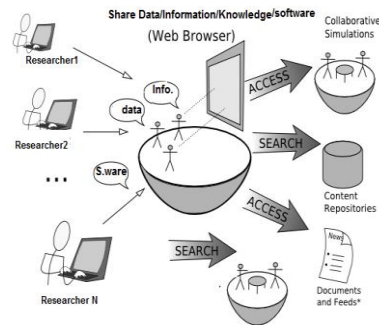 Share Data/Information/Knowledge/software
(Web Browser)
Collaborative
Simulations
Researcher1
Info.
data
ACCESS
Researcher2
SEARCH
...
S.ware
Content
Repositories
ACCESS
News
SEARCH
Researcher N
Documents
and Feeds*